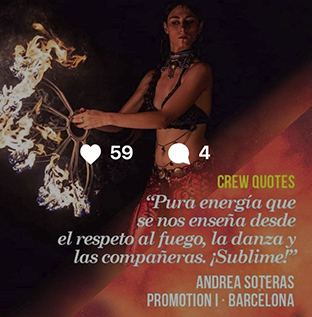 59 4
CREW QUOTES
“Pura energía que
se nos enseña desde
el respeto al fuego, la danza y
las compañeras. ¡Sublime!”
ANDREA SOTERAS
PROMOTION I · BARCELONA